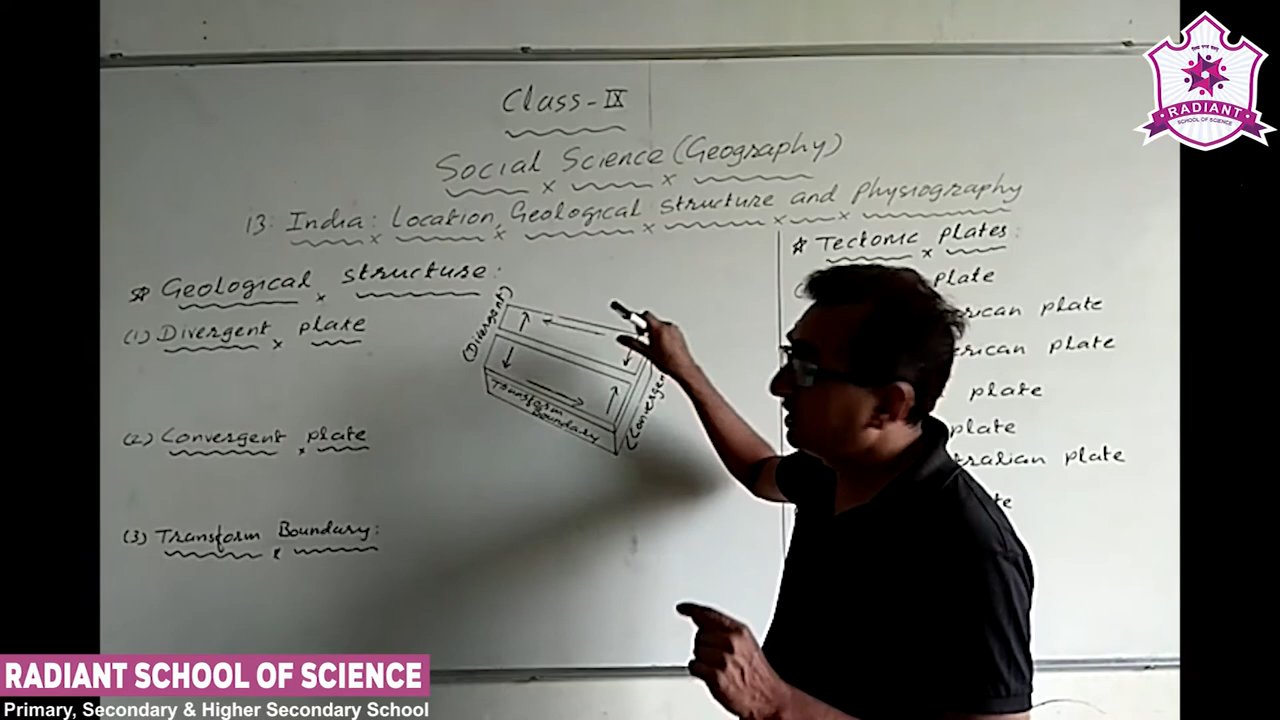 Class-IX
Social Science (Geography)
13: India: Location, Geological structure and Physiography
Geological structure:
(1) Divergent plate
(2) Convergent plate
(3) Transform Boundary:
(Divergent)
Transform Boundary
(Convergent
Tectonic plates:
plate
plate
plate
plate
plate
plate
RADIANT
SCHOOL OF SCIENCE
RADIANT SCHOOL OF SCIENCE
Primary, Secondary & Higher Secondary School